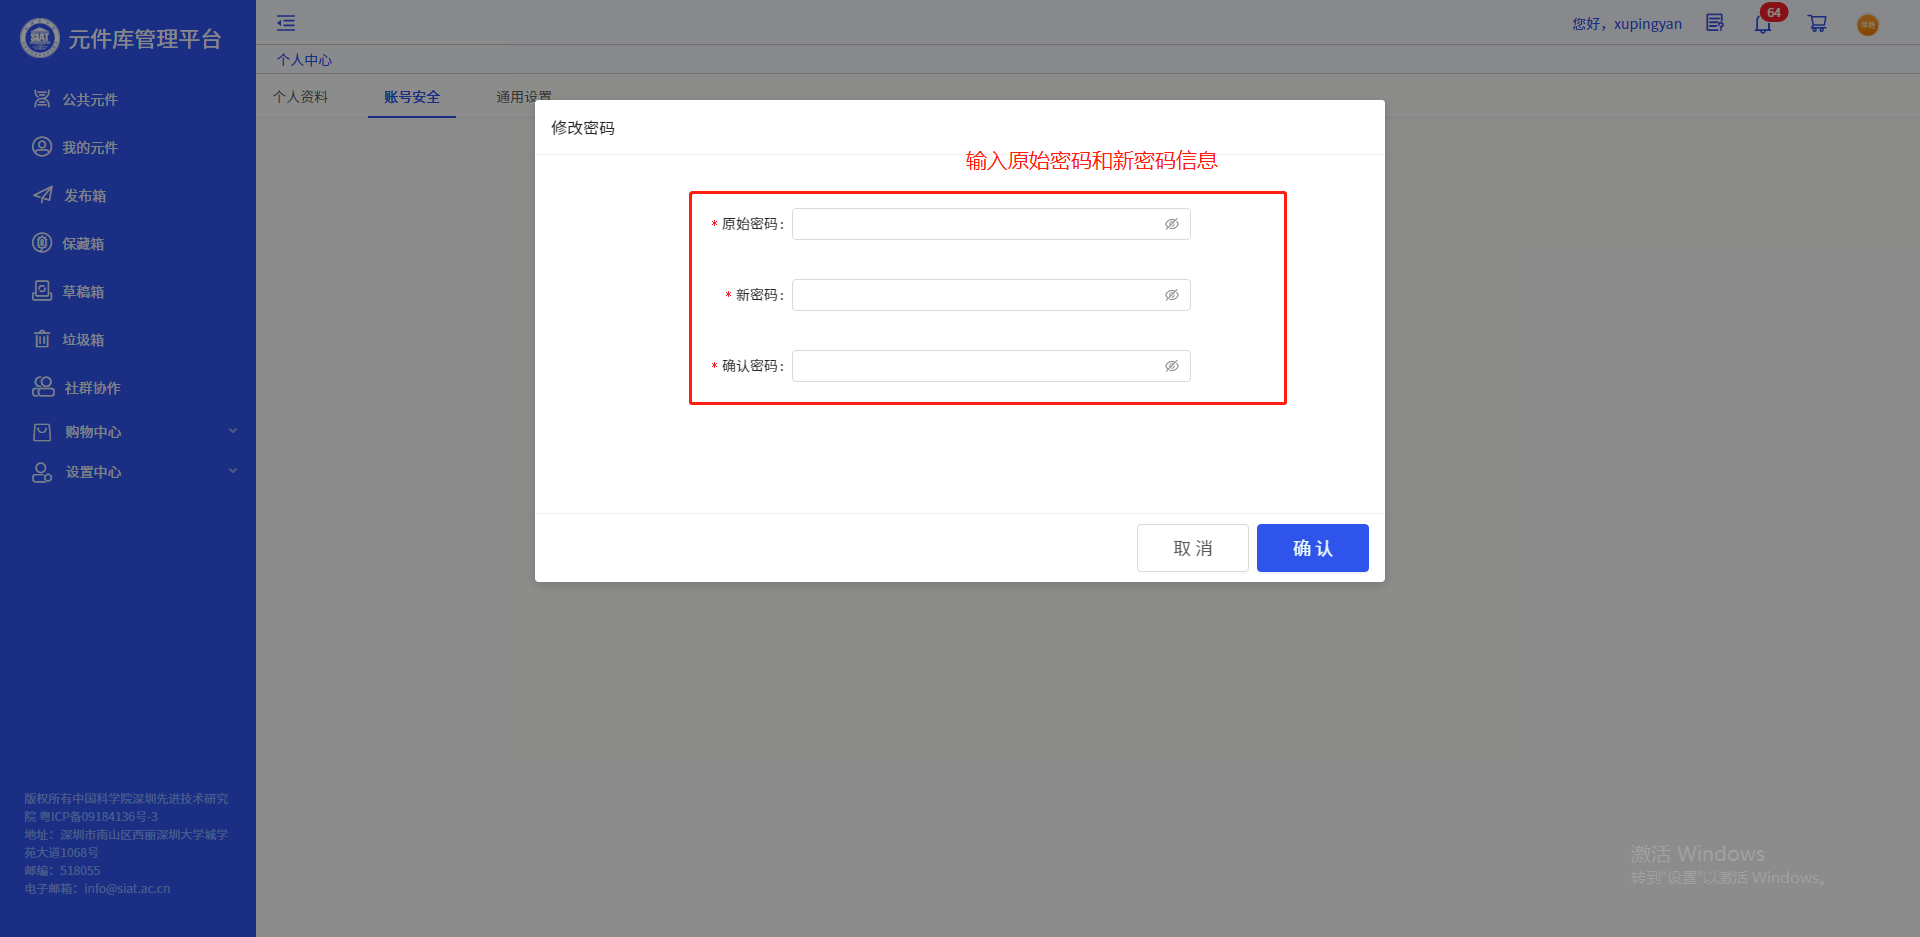 元件库管理平台
公共元件
我的元件
发布箱
保藏箱
草稿箱
垃圾箱
社群协作
购物中心
设置中心
版权所有中国科学院深圳先进技术研究
院 粤ICP备09184136号-3
地址：深圳市南山区西丽深圳大学城学
苑大道1068号
邮编：518055
电子邮箱：info@siat.ac.cn
您好，xupingyan
64
个人中心
个人资料
账号安全
通用设置
修改密码
输入原始密码和新密码信息
* 原始密码：
* 新密码：
* 确认密码：
取 消
确 认
激活 Windows
转到"设置"以激活 Windows。
SIAT